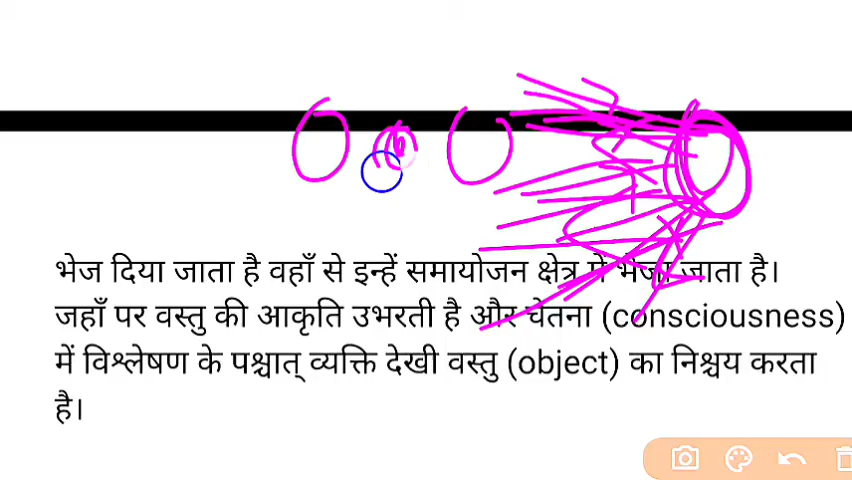 भेज दिया जाता है वहाँ से इन्हें समायोजन क्षेत्र में भेजा जाता है।
जहाँ पर वस्तु की आकृति उभरती है और चेतना (consciousness)
में विश्लेषण के पश्चात् व्यक्ति देखी वस्तु (object) का निश्चय करता
है।